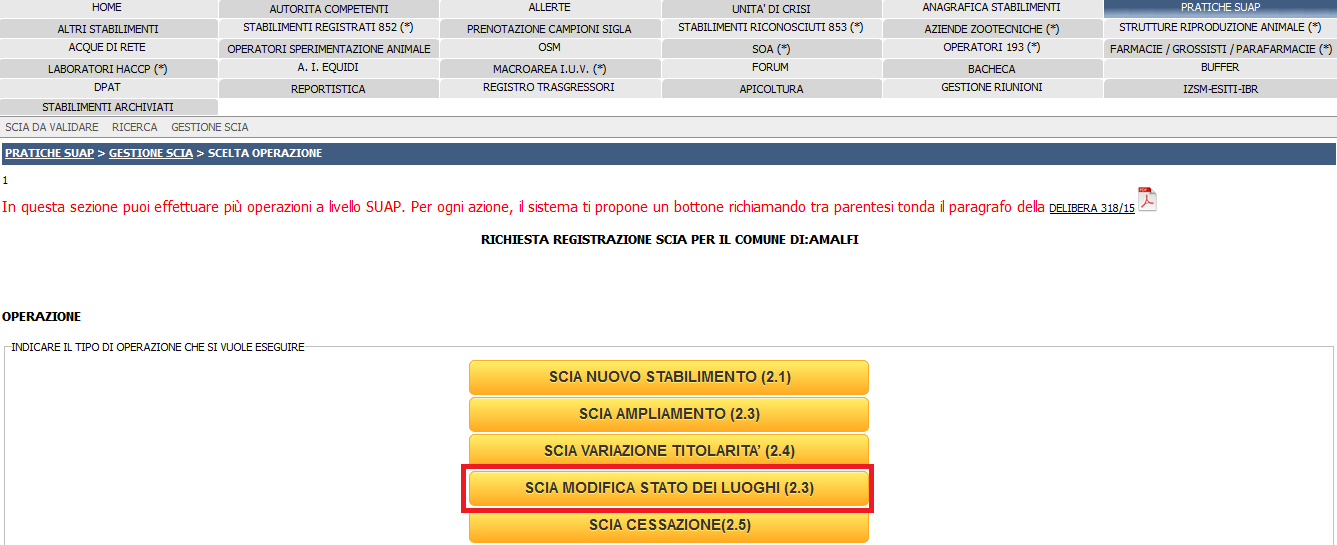 HOME AUTORITA COMPETENTI ALLERTE UNITA' DI CRISI ANAGRAFICA STABILIMENTI PRATICHE SUAP
ALTRI STABILIMENTI STABILIMENTI REGISTRATI 852 (*) PRENOTAZIONE CAMPIONI SIGLA STABILIMENTI RICONOSCIUTI 853 (*) AZIENDE ZOOTECNICHE (*) STRUTTURE RIPRODUZIONE ANIMALE (*)
ACQUE DI RETE OPERATORI SPERIMENTAZIONE ANIMALE OSM SOA (*) OPERATORI 193 (*) FARMACIE / GROSSISTI / PARAFARMACIE (*)
LABORATORI HACCP (*) A. I. EQUIDI MACROAREA I.U.V. (*) FORUM BACHECA BUFFER
DPAT REPORTISTICA REGISTRO TRASGRESSORI APICOLTURA GESTIONE RIUNIONI IZSM-ESITI-IBR
STABILIMENTI ARCHIVIATI
SCIA DA VALIDARE RICERCA GESTIONE SCIA
PRATICHE SUAP > GESTIONE SCIA > SCELTA OPERAZIONE
1
In questa sezione puoi effettuare più operazioni a livello SUAP. Per ogni azione, il sistema ti propone un bottone richiamando tra parentesi tonda il paragrafo della DELIBERA 318/15
RICHIESTA REGISTRAZIONE SCIA PER IL COMUNE DI:AMALFI
OPERAZIONE
INDICARE IL TIPO DI OPERAZIONE CHE SI VUOLE ESEGUIRE
SCIA NUOVO STABILIMENTO (2.1)
SCIA AMPLIAMENTO (2.3)
SCIA VARIAZIONE TITOLARITA' (2.4)
SCIA MODIFICA STATO DEI LUOGHI (2.3)
SCIA CESSAZIONE(2.5)